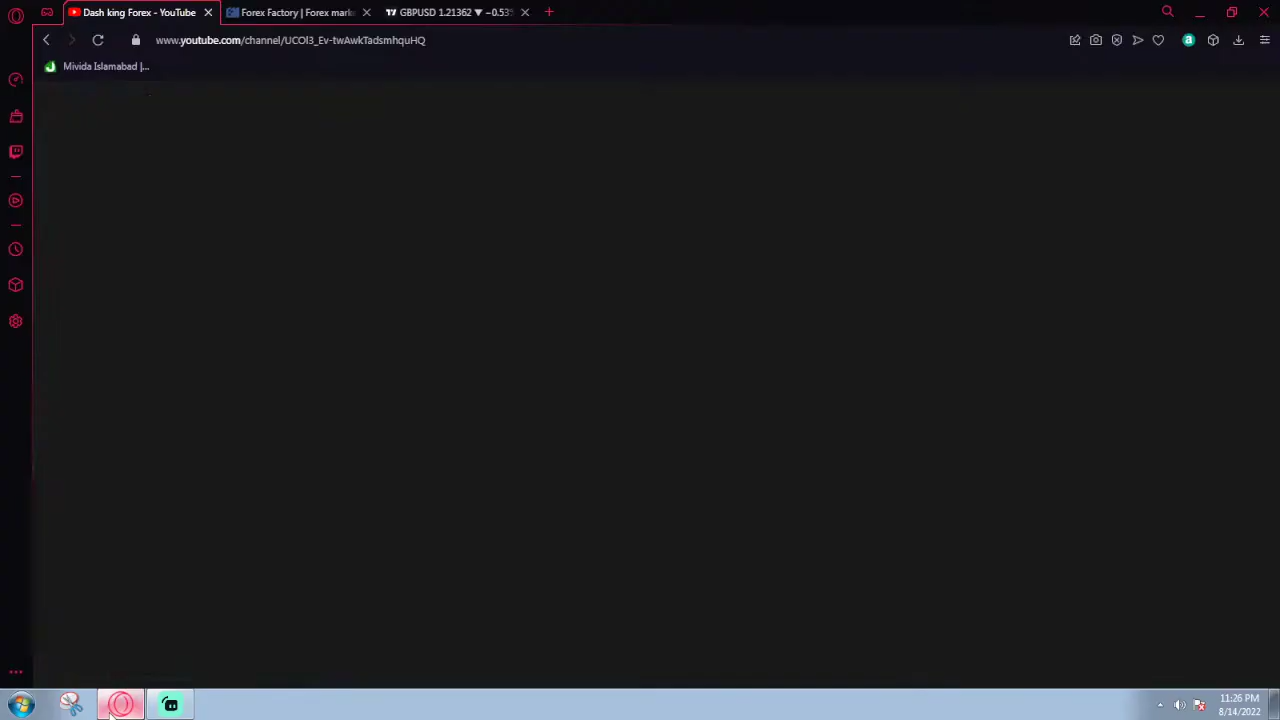 Dash king Forex - YouTube
Forex Factory | Forex mark
GBPUSD 1.21362 ▼ −0.53%
www.youtube.com/channel/UCOl3_Ev-twAwkTadsmhquHQ
Mivida Islamabad |...
11:26 PM
8/14/2022